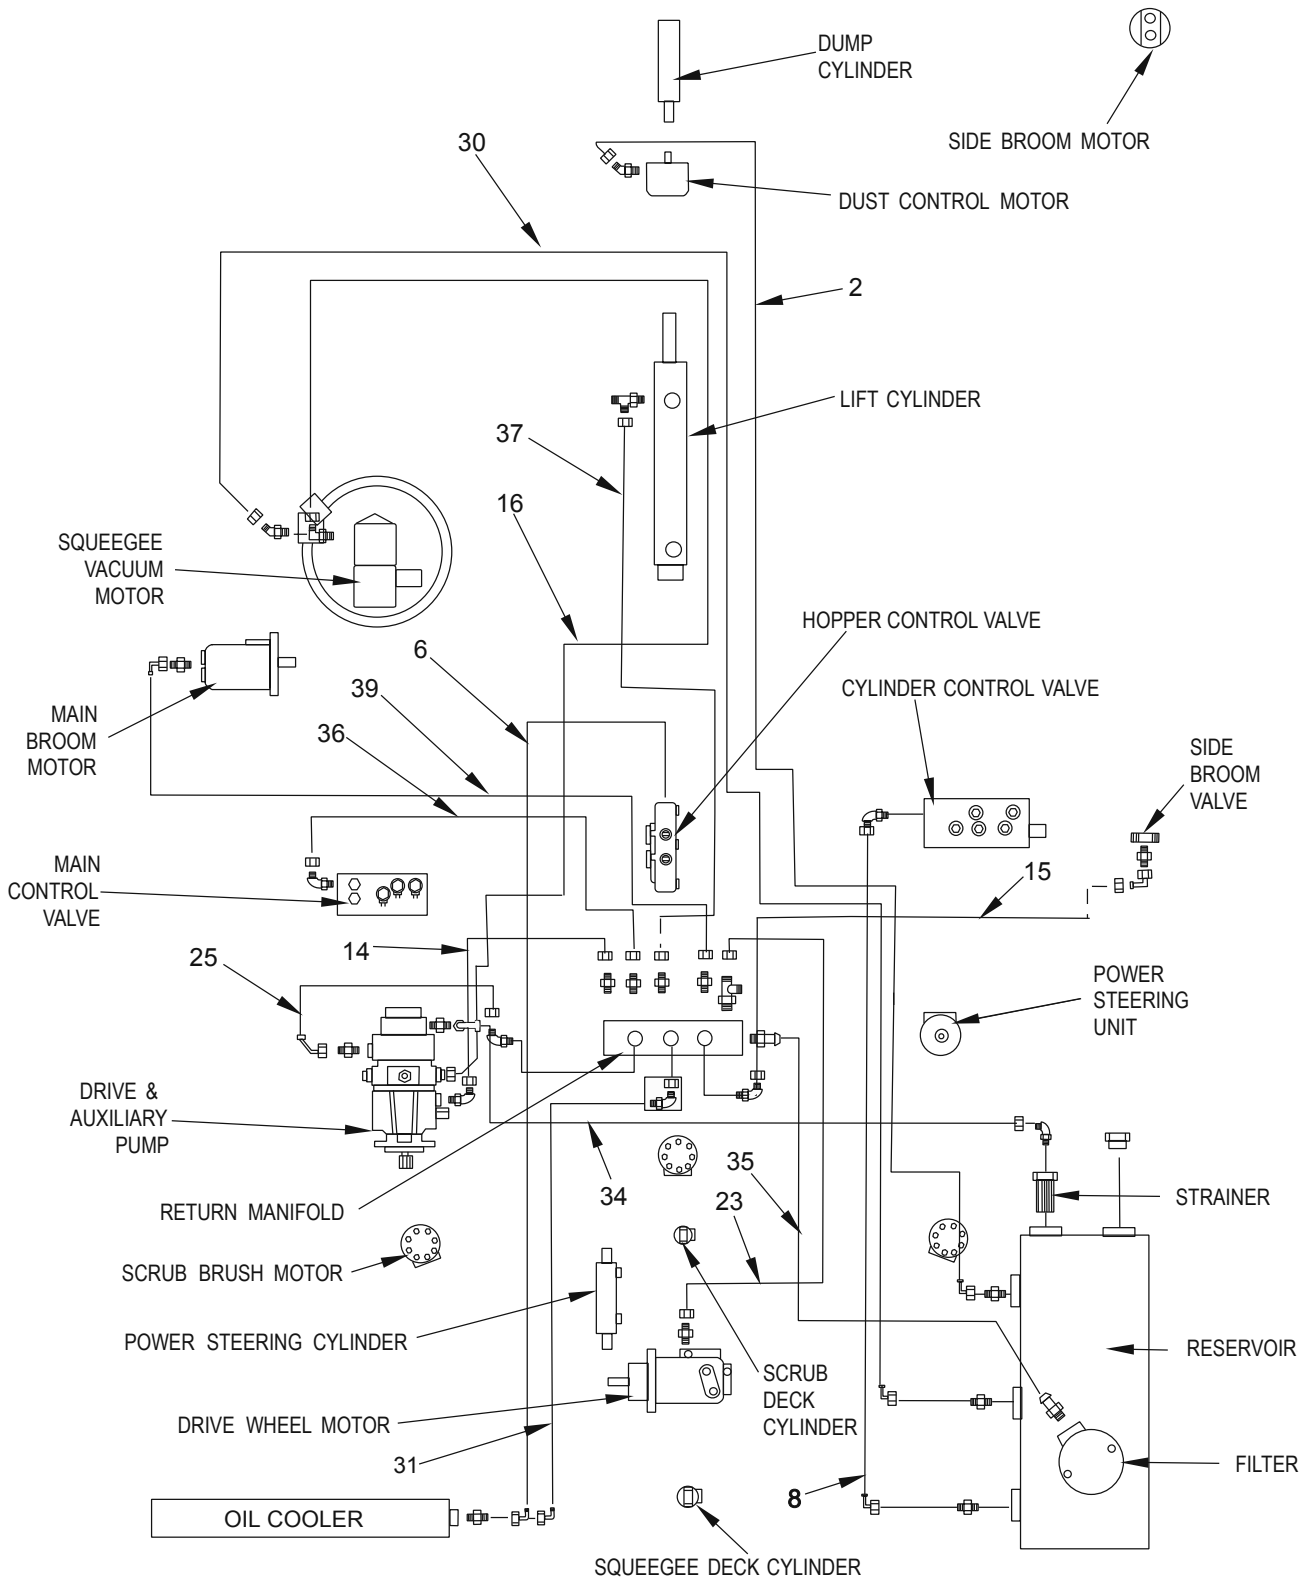 DUMP
CYLINDER
SIDE BROOM MOTOR
30
DUST CONTROL MOTOR
2
LIFT CYLINDER
37
16
SQUEEGEE
VACUUM
MOTOR
HOPPER CONTROL VALVE
6
CYLINDER CONTROL VALVE
39
MAIN
BROOM
MOTOR
36
SIDE
BROOM
VALVE
MAIN
CONTROL
VALVE
15
14
25
POWER
STEERING
UNIT
DRIVE &
AUXILIARY
PUMP
35
34
23
STRAINER
RETURN MANIFOLD
SCRUB BRUSH MOTOR
POWER STEERING CYLINDER
RESERVOIR
SCRUB
DECK
CYLINDER
DRIVE WHEEL MOTOR
31
FILTER
8
OIL COOLER
SQUEEGEE DECK CYLINDER